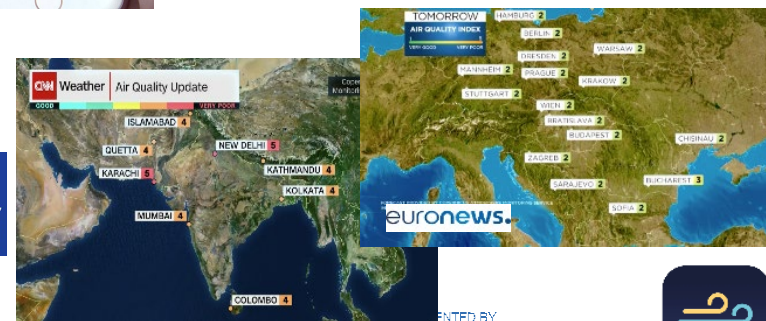 CNN Weather Air Quality Update
GOOD VERY POOR
ISLAMABAD 4
QUETTA 4
NEW DELHI 5
KARACHI 5
KATHMANDU 4
KOLKATA 4
MUMBAI 4
COLOMBO 4
TOMORROW
AIR QUALITY INDEX
VERY GOOD VERY POOR
HAMBURG 2
BERLIN 2
WARSAW 2
DRESDEN 2
MANNHEIM 2
PRAGUE 2
KRAKOW 2
STUTTGART 2
WIEN 2
BRATISLAVA 2
BUDAPEST 2
CHIȘINĂU 2
ZAGREB 2
SARAJEVO 2
BUCHAREST 3
SOFIA 2
euronews.
ENTED BY